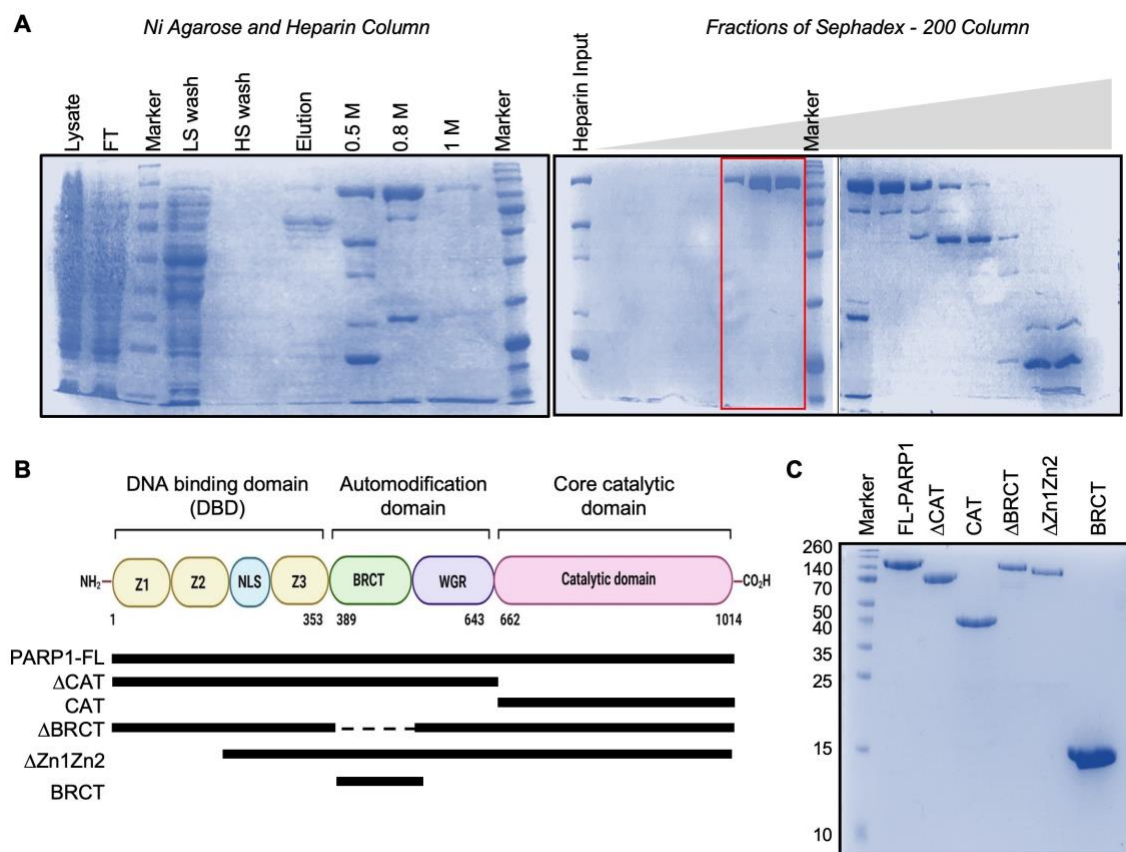 A
Ni Agarose and Heparin Column
Fractions of Sephadex - 200 Column
Lysate
FT
Marker
LS wash
HS wash
Elution
0.5 M
0.8 M
1 M
Marker
Heparin Input
Marker
B
DNA binding domain
(DBD)
Automodification
domain
Core catalytic
domain
NH₂
Z1
Z2
NLS
Z3
BRCT
WGR
Catalytic domain
CO₂H
1
353
389
643
662
1014
PARP1-FL
ΔCAT
CAT
ΔBRCT
ΔZn1Zn2
BRCT
C
Marker
FL-PARP1
ΔCAT
CAT
ΔBRCT
ΔZn1Zn2
BRCT
260
140
70
50
40
35
25
15
10